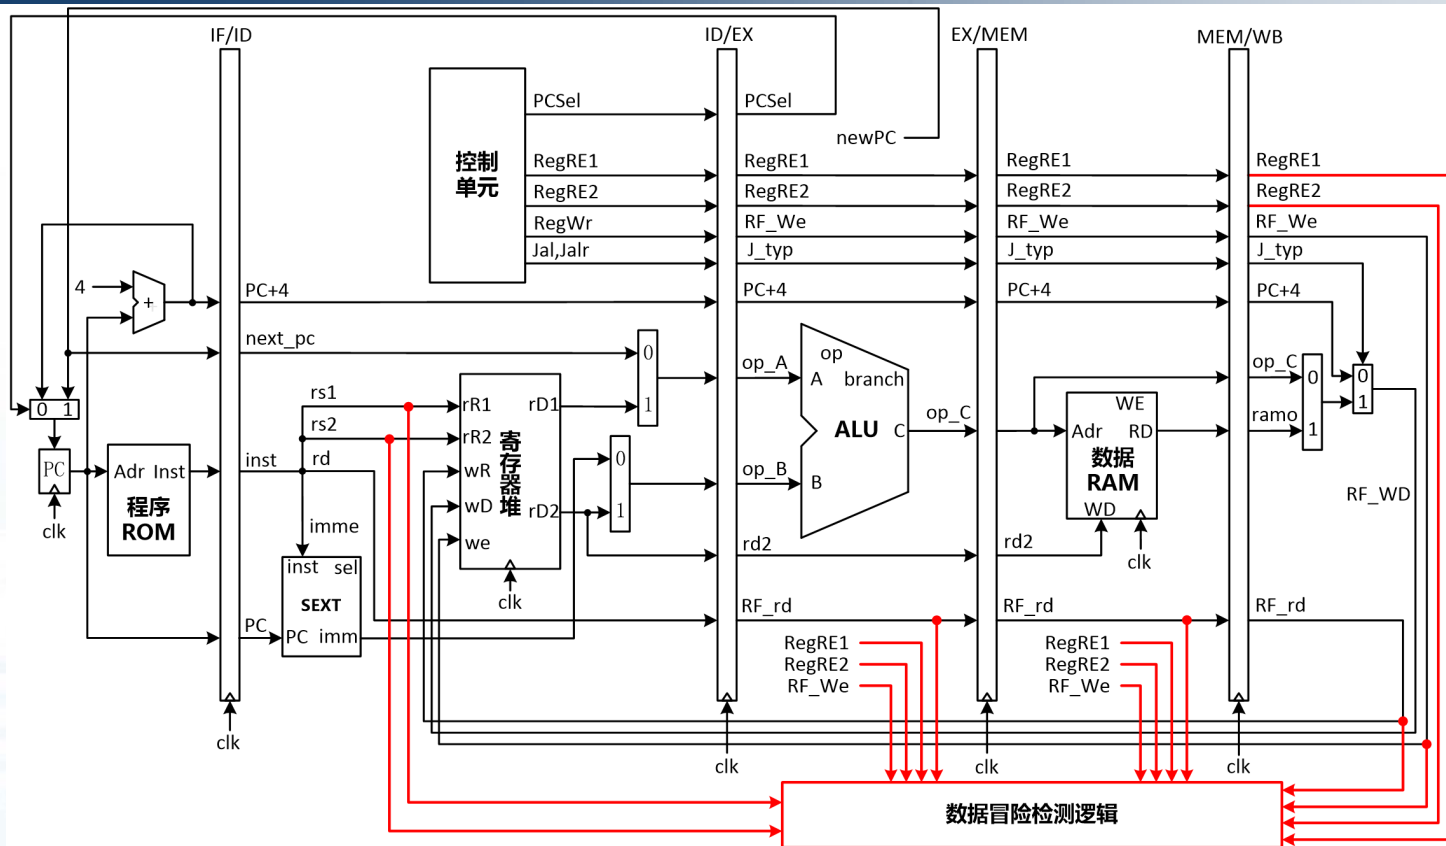 IF/ID
ID/EX
EX/MEM
MEM/WB
控制
单元
PCSel
PCSel
newPC
RegRE1
RegRE1
RegRE1
RegRE1
RegRE2
RegRE2
RegRE2
RegRE2
RegWr
RF_We
RF_We
RF_We
Jal,Jalr
J_typ
J_typ
J_typ
4
+
PC+4
PC+4
PC+4
PC+4
next_pc
0 1
PC
clk
Adr Inst
程序
ROM
inst
rs1
rs2
rd
imme
inst sel
SEXT
PC imm
PC
rR1 rD1
rR2
wR
wD
we
rD2
寄存器堆
clk
0
1
0
1
op_A
op_B
op
A branch
ALU C
B
op_C
WE
Adr RD
数据
RAM
WD
clk
op_C
ramo
0
1
0
1
RF_WD
rd2
rd2
RF_rd
RF_rd
RF_rd
RegRE1
RegRE2
RF_We
RegRE1
RegRE2
RF_We
clk
clk
clk
clk
数据冒险检测逻辑